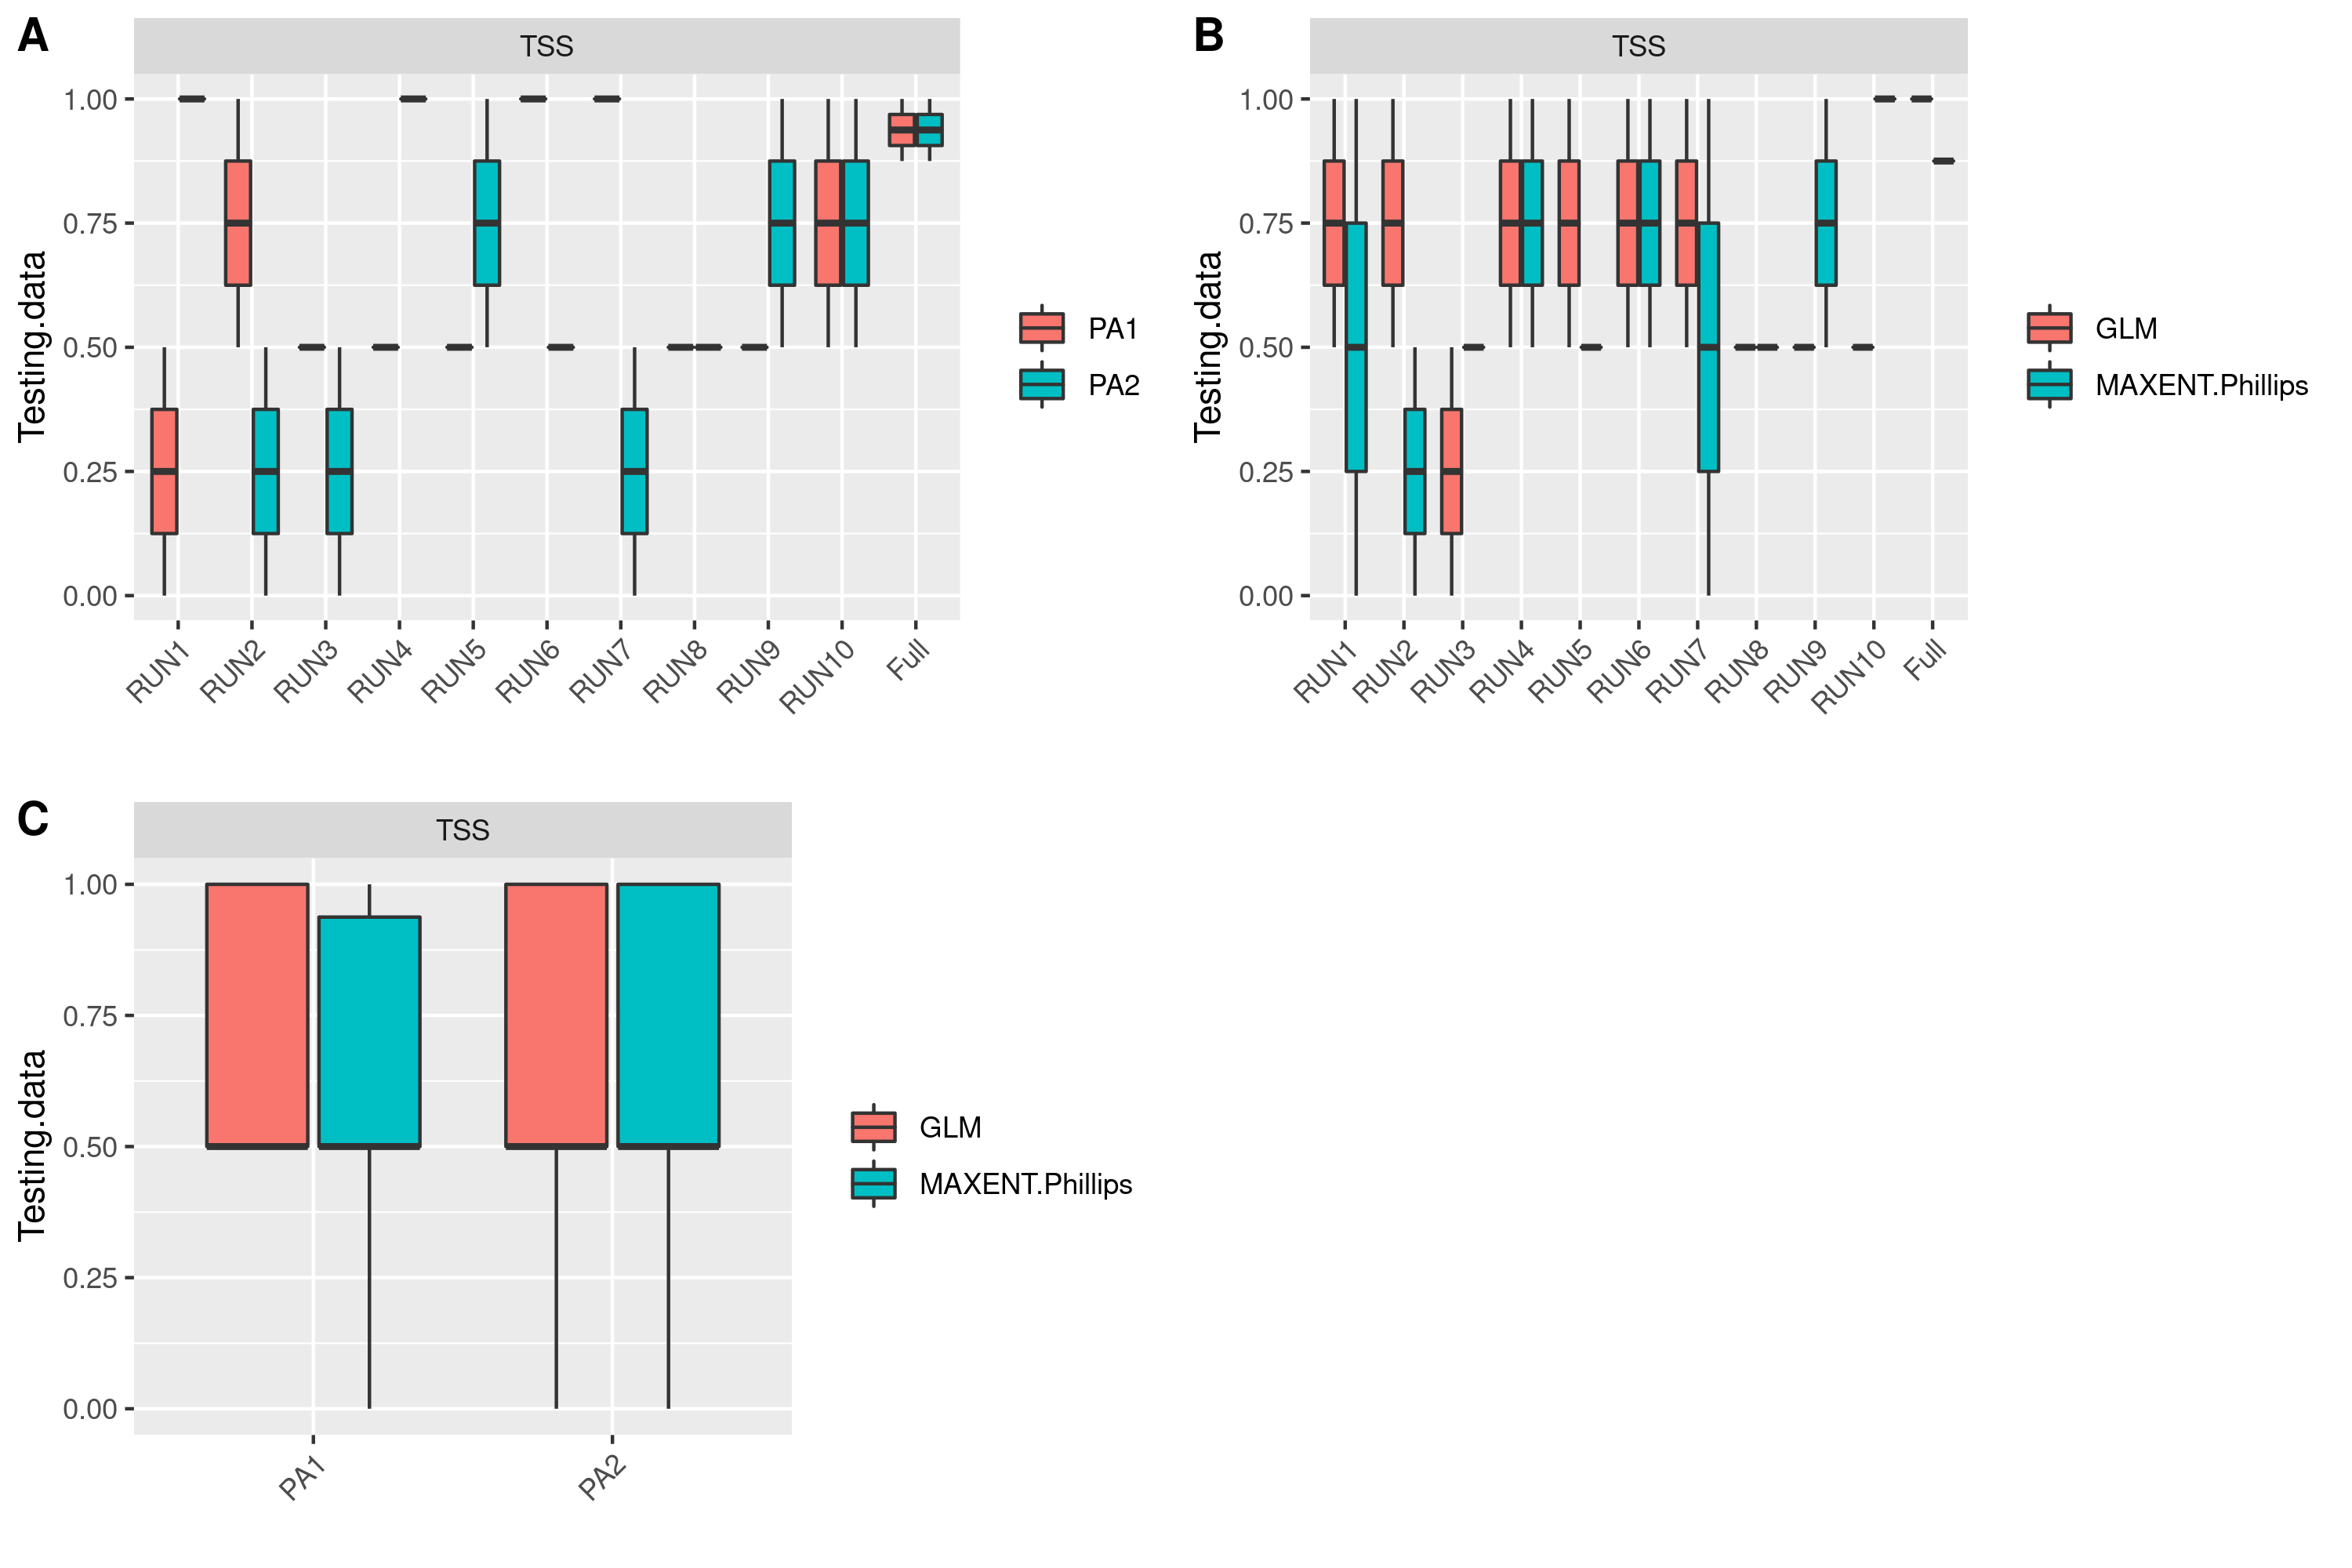 A
TSS
1.00
0.75
0.50
0.25
0.00
Testing.data
RUN1
RUN2
RUN3
RUN4
RUN5
RUN6
RUN7
RUN8
RUN9
RUN10
Full
PA1
PA2
B
TSS
1.00
0.75
0.50
0.25
0.00
Testing.data
RUN1
RUN2
RUN3
RUN4
RUN5
RUN6
RUN7
RUN8
RUN9
RUN10
Full
GLM
MAXENT.Phillips
C
TSS
1.00
0.75
0.50
0.25
0.00
Testing.data
PA1
PA2
GLM
MAXENT.Phillips